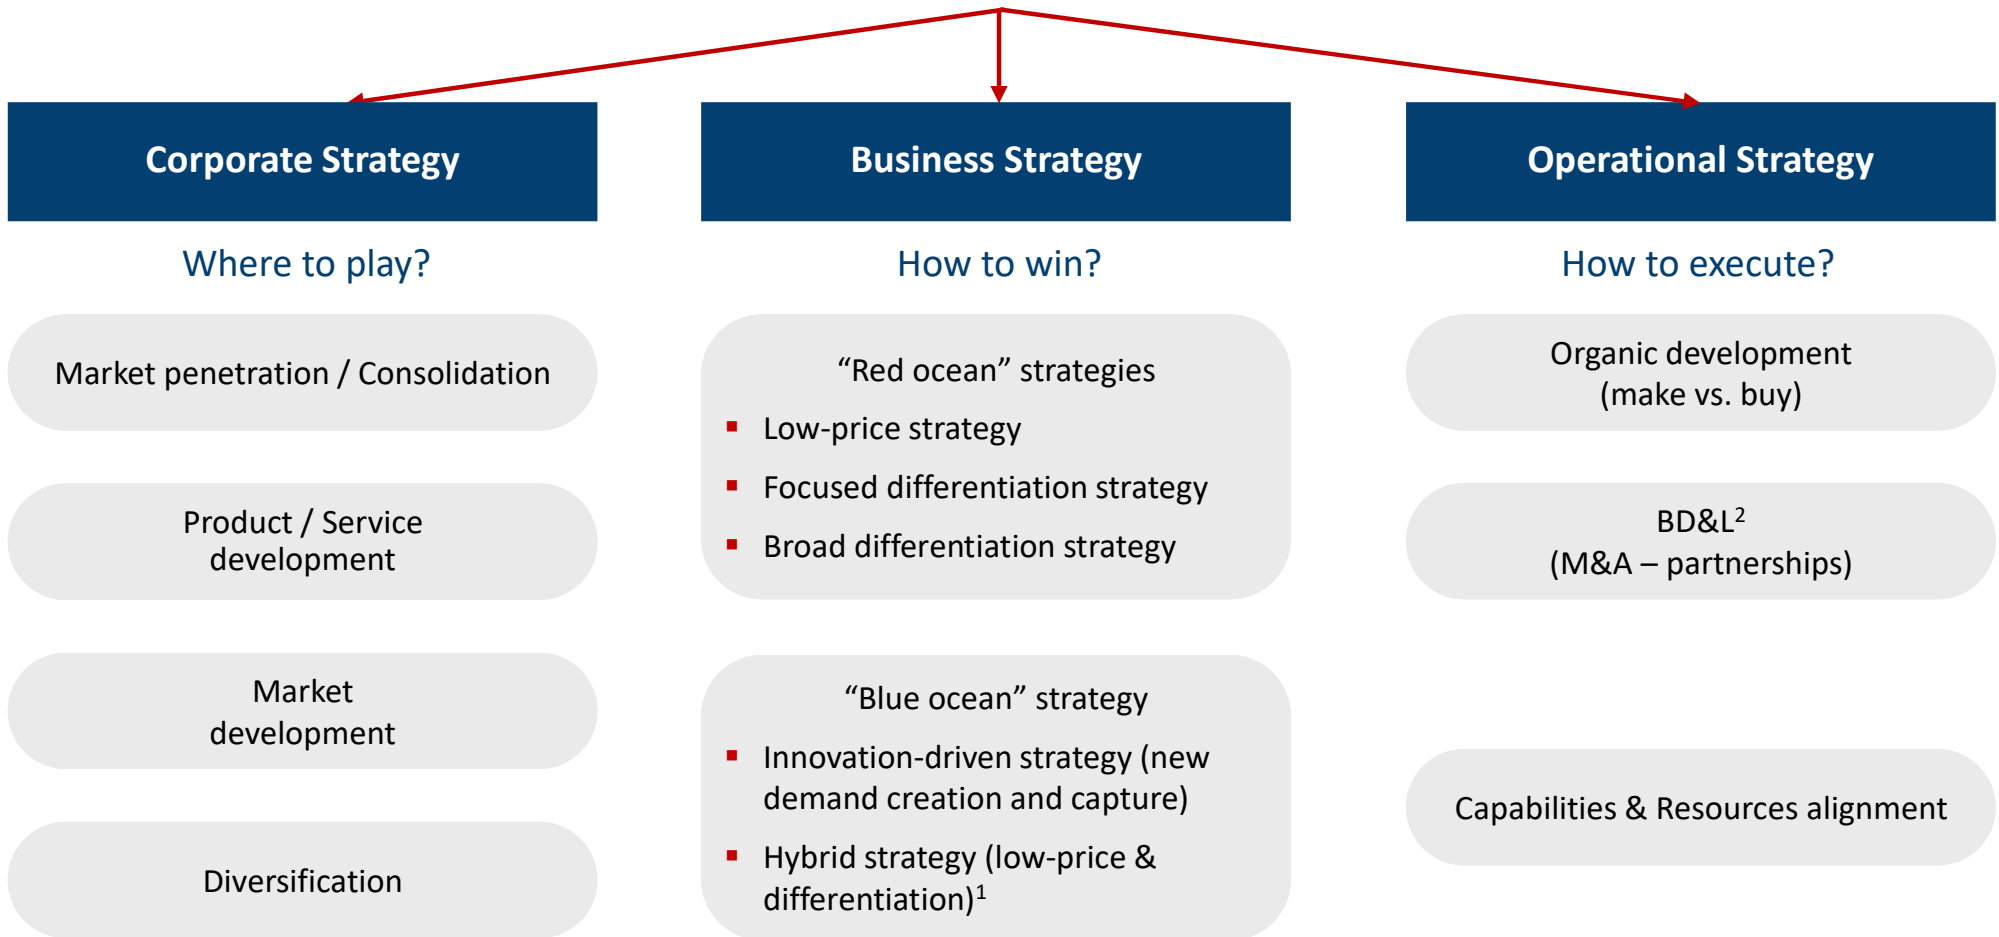 Corporate Strategy
Where to play?
Market penetration / Consolidation
Product / Service
development
Market
development
Diversification
Business Strategy
How to win?
“Red ocean” strategies
▪ Low-price strategy
▪ Focused differentiation strategy
▪ Broad differentiation strategy
“Blue ocean” strategy
▪ Innovation-driven strategy (new
demand creation and capture)
▪ Hybrid strategy (low-price &
differentiation)¹
Operational Strategy
How to execute?
Organic development
(make vs. buy)
BD&L²
(M&A – partnerships)
Capabilities & Resources alignment